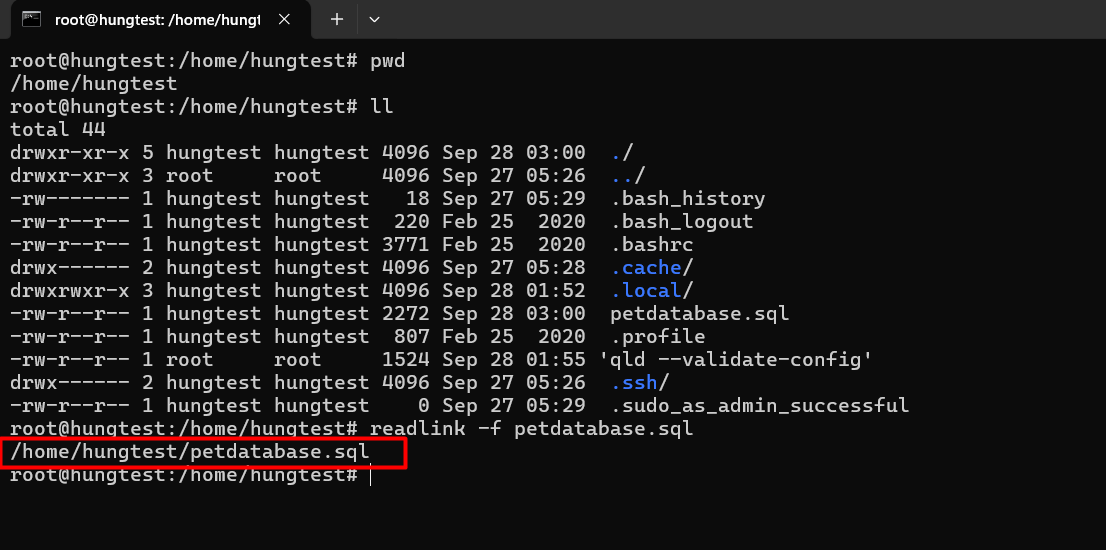 root@hungtest: /home/hungt
root@hungtest:/home/hungtest# pwd
/home/hungtest
root@hungtest:/home/hungtest# ll
total 44
drwxr-xr-x 5 hungtest hungtest 4096 Sep 28 03:00  ./
drwxr-xr-x 3 root     root     4096 Sep 27 05:26  ../
-rw------- 1 hungtest hungtest   18 Sep 27 05:29  .bash_history
-rw-r--r-- 1 hungtest hungtest  220 Feb 25  2020  .bash_logout
-rw-r--r-- 1 hungtest hungtest 3771 Feb 25  2020  .bashrc
drwx------ 2 hungtest hungtest 4096 Sep 27 05:28  .cache/
drwxrwxr-x 3 hungtest hungtest 4096 Sep 28 01:52  .local/
-rw-r--r-- 1 hungtest hungtest 2272 Sep 28 03:00  petdatabase.sql
-rw-r--r-- 1 hungtest hungtest  807 Feb 25  2020  .profile
-rw-r--r-- 1 root     root     1524 Sep 28 01:55 'qld --validate-config'
drwx------ 2 hungtest hungtest 4096 Sep 27 05:26  .ssh/
-rw-r--r-- 1 hungtest hungtest    0 Sep 27 05:29  .sudo_as_admin_successful
root@hungtest:/home/hungtest# readlink -f petdatabase.sql
/home/hungtest/petdatabase.sql
root@hungtest:/home/hungtest#